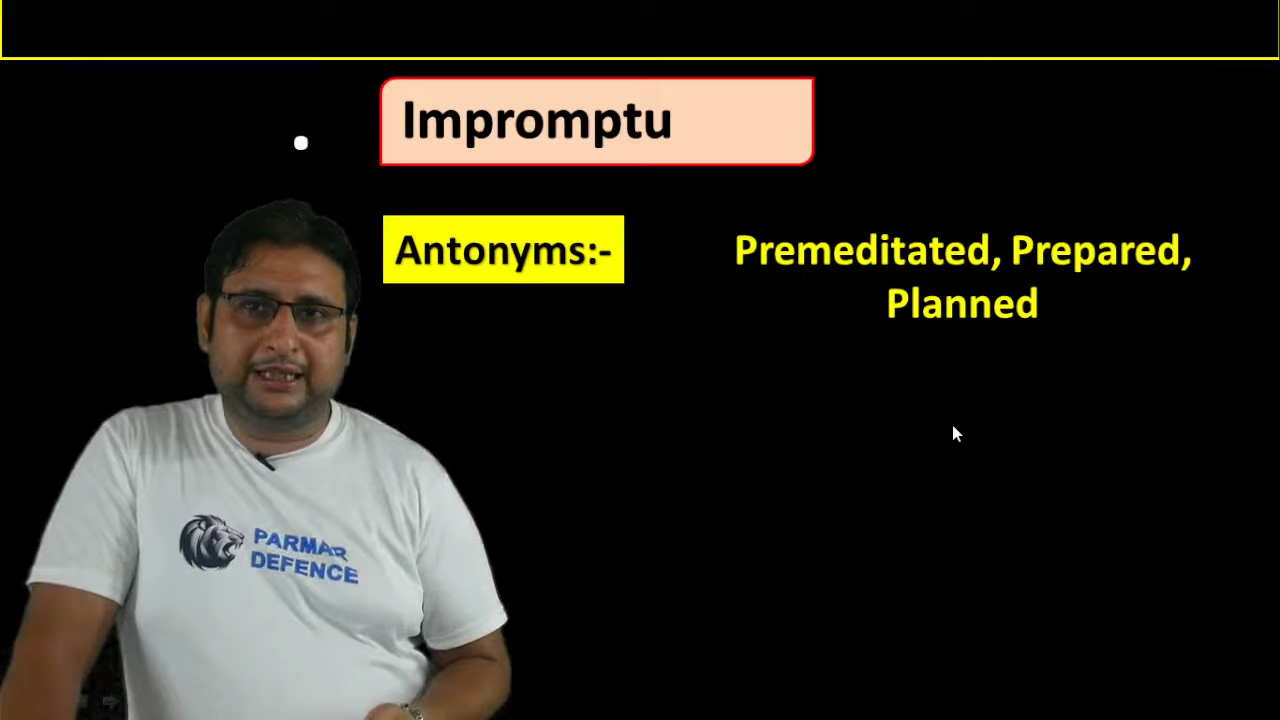 Impromptu
Antonyms:-
Premeditated, Prepared,
Planned
PARMAR
DEFENCE